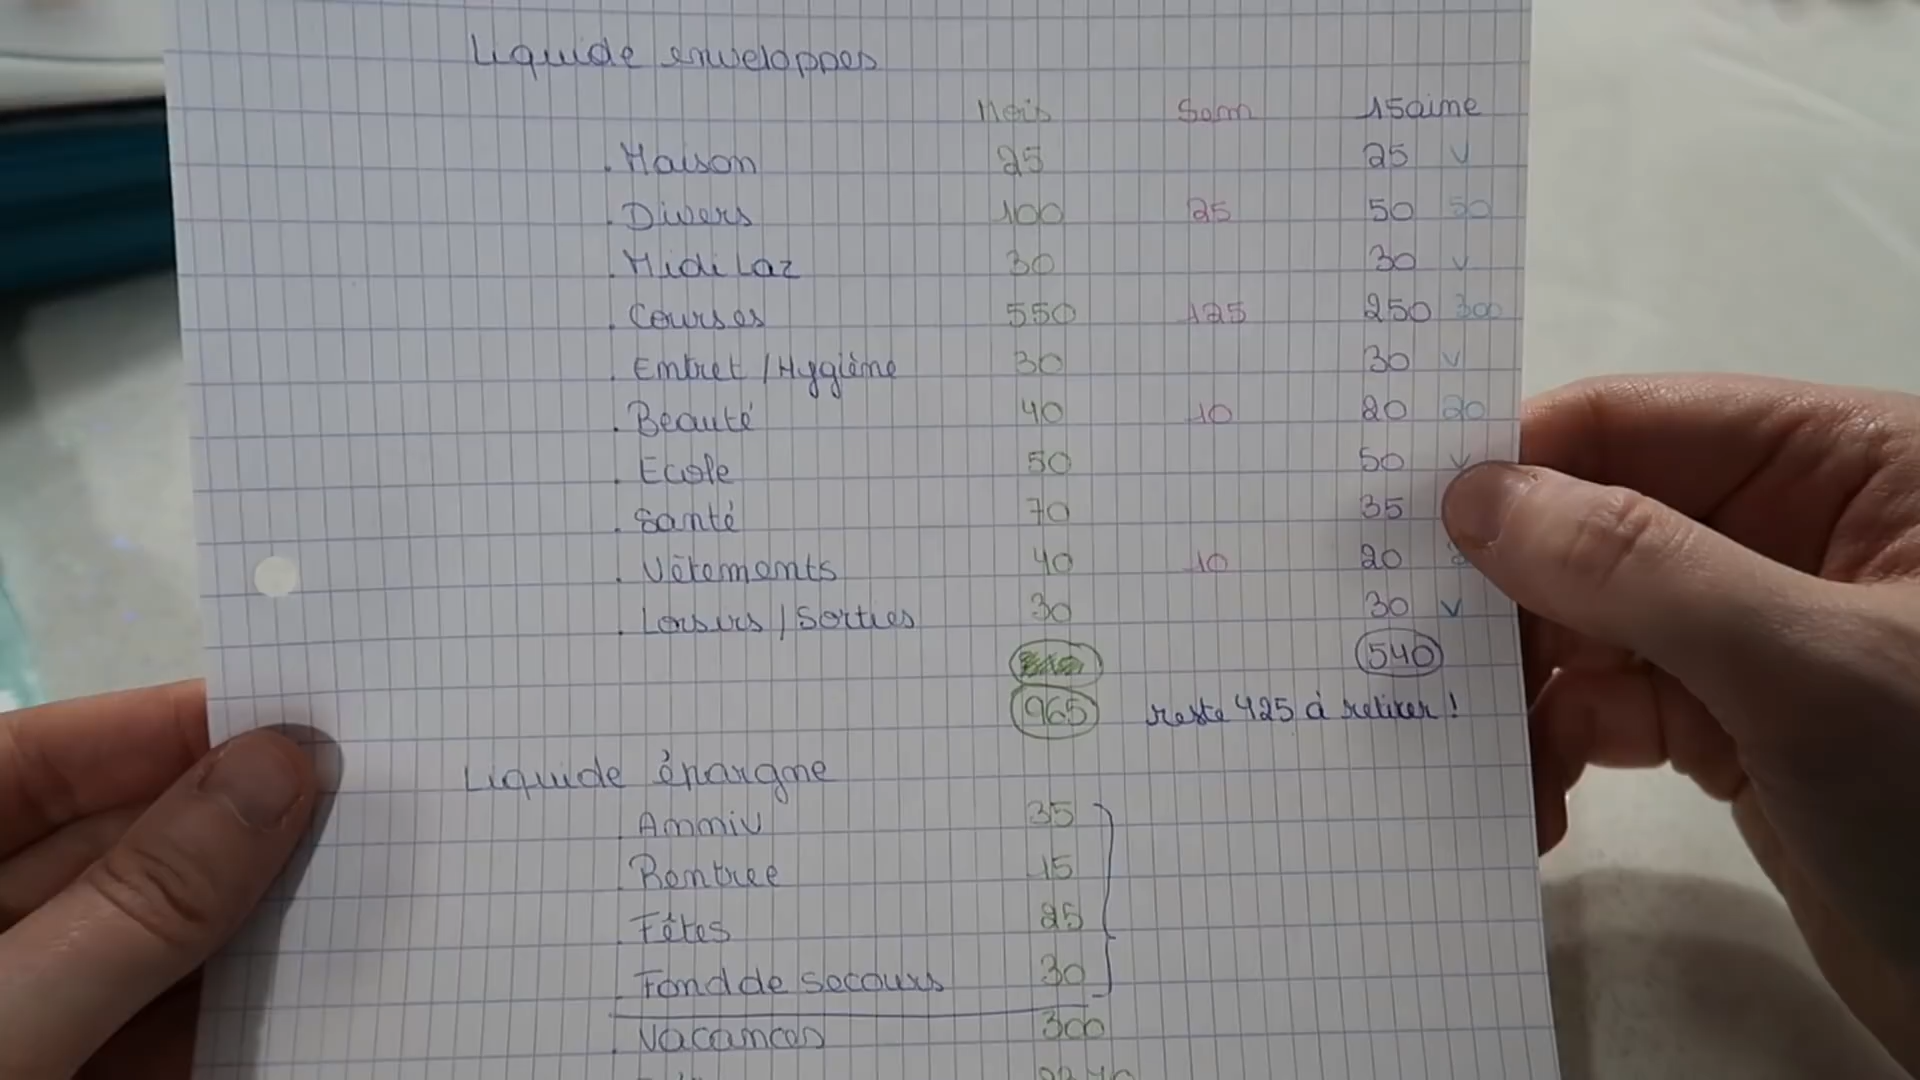 Liquide enveloppes
Mois Sem 15aine
. Maison 25 25 v
. Divers 100 25 50 50
. Midi Laz 30 30 v
. Courses 550 125 250 300
. Entret / Hygiène 30 30 v
. Beauté 40 10 20 20
. Ecole 50 50 v
. Santé 70 35
. Vêtements 40 10 20
. Loisirs / Sorties 30 30 v
540
965 reste 425 à retirer !
Liquide épargne
. Anniv 35
. Rentree 15
. Fêtes 25
. Fond de secours 30
. Vacances 300